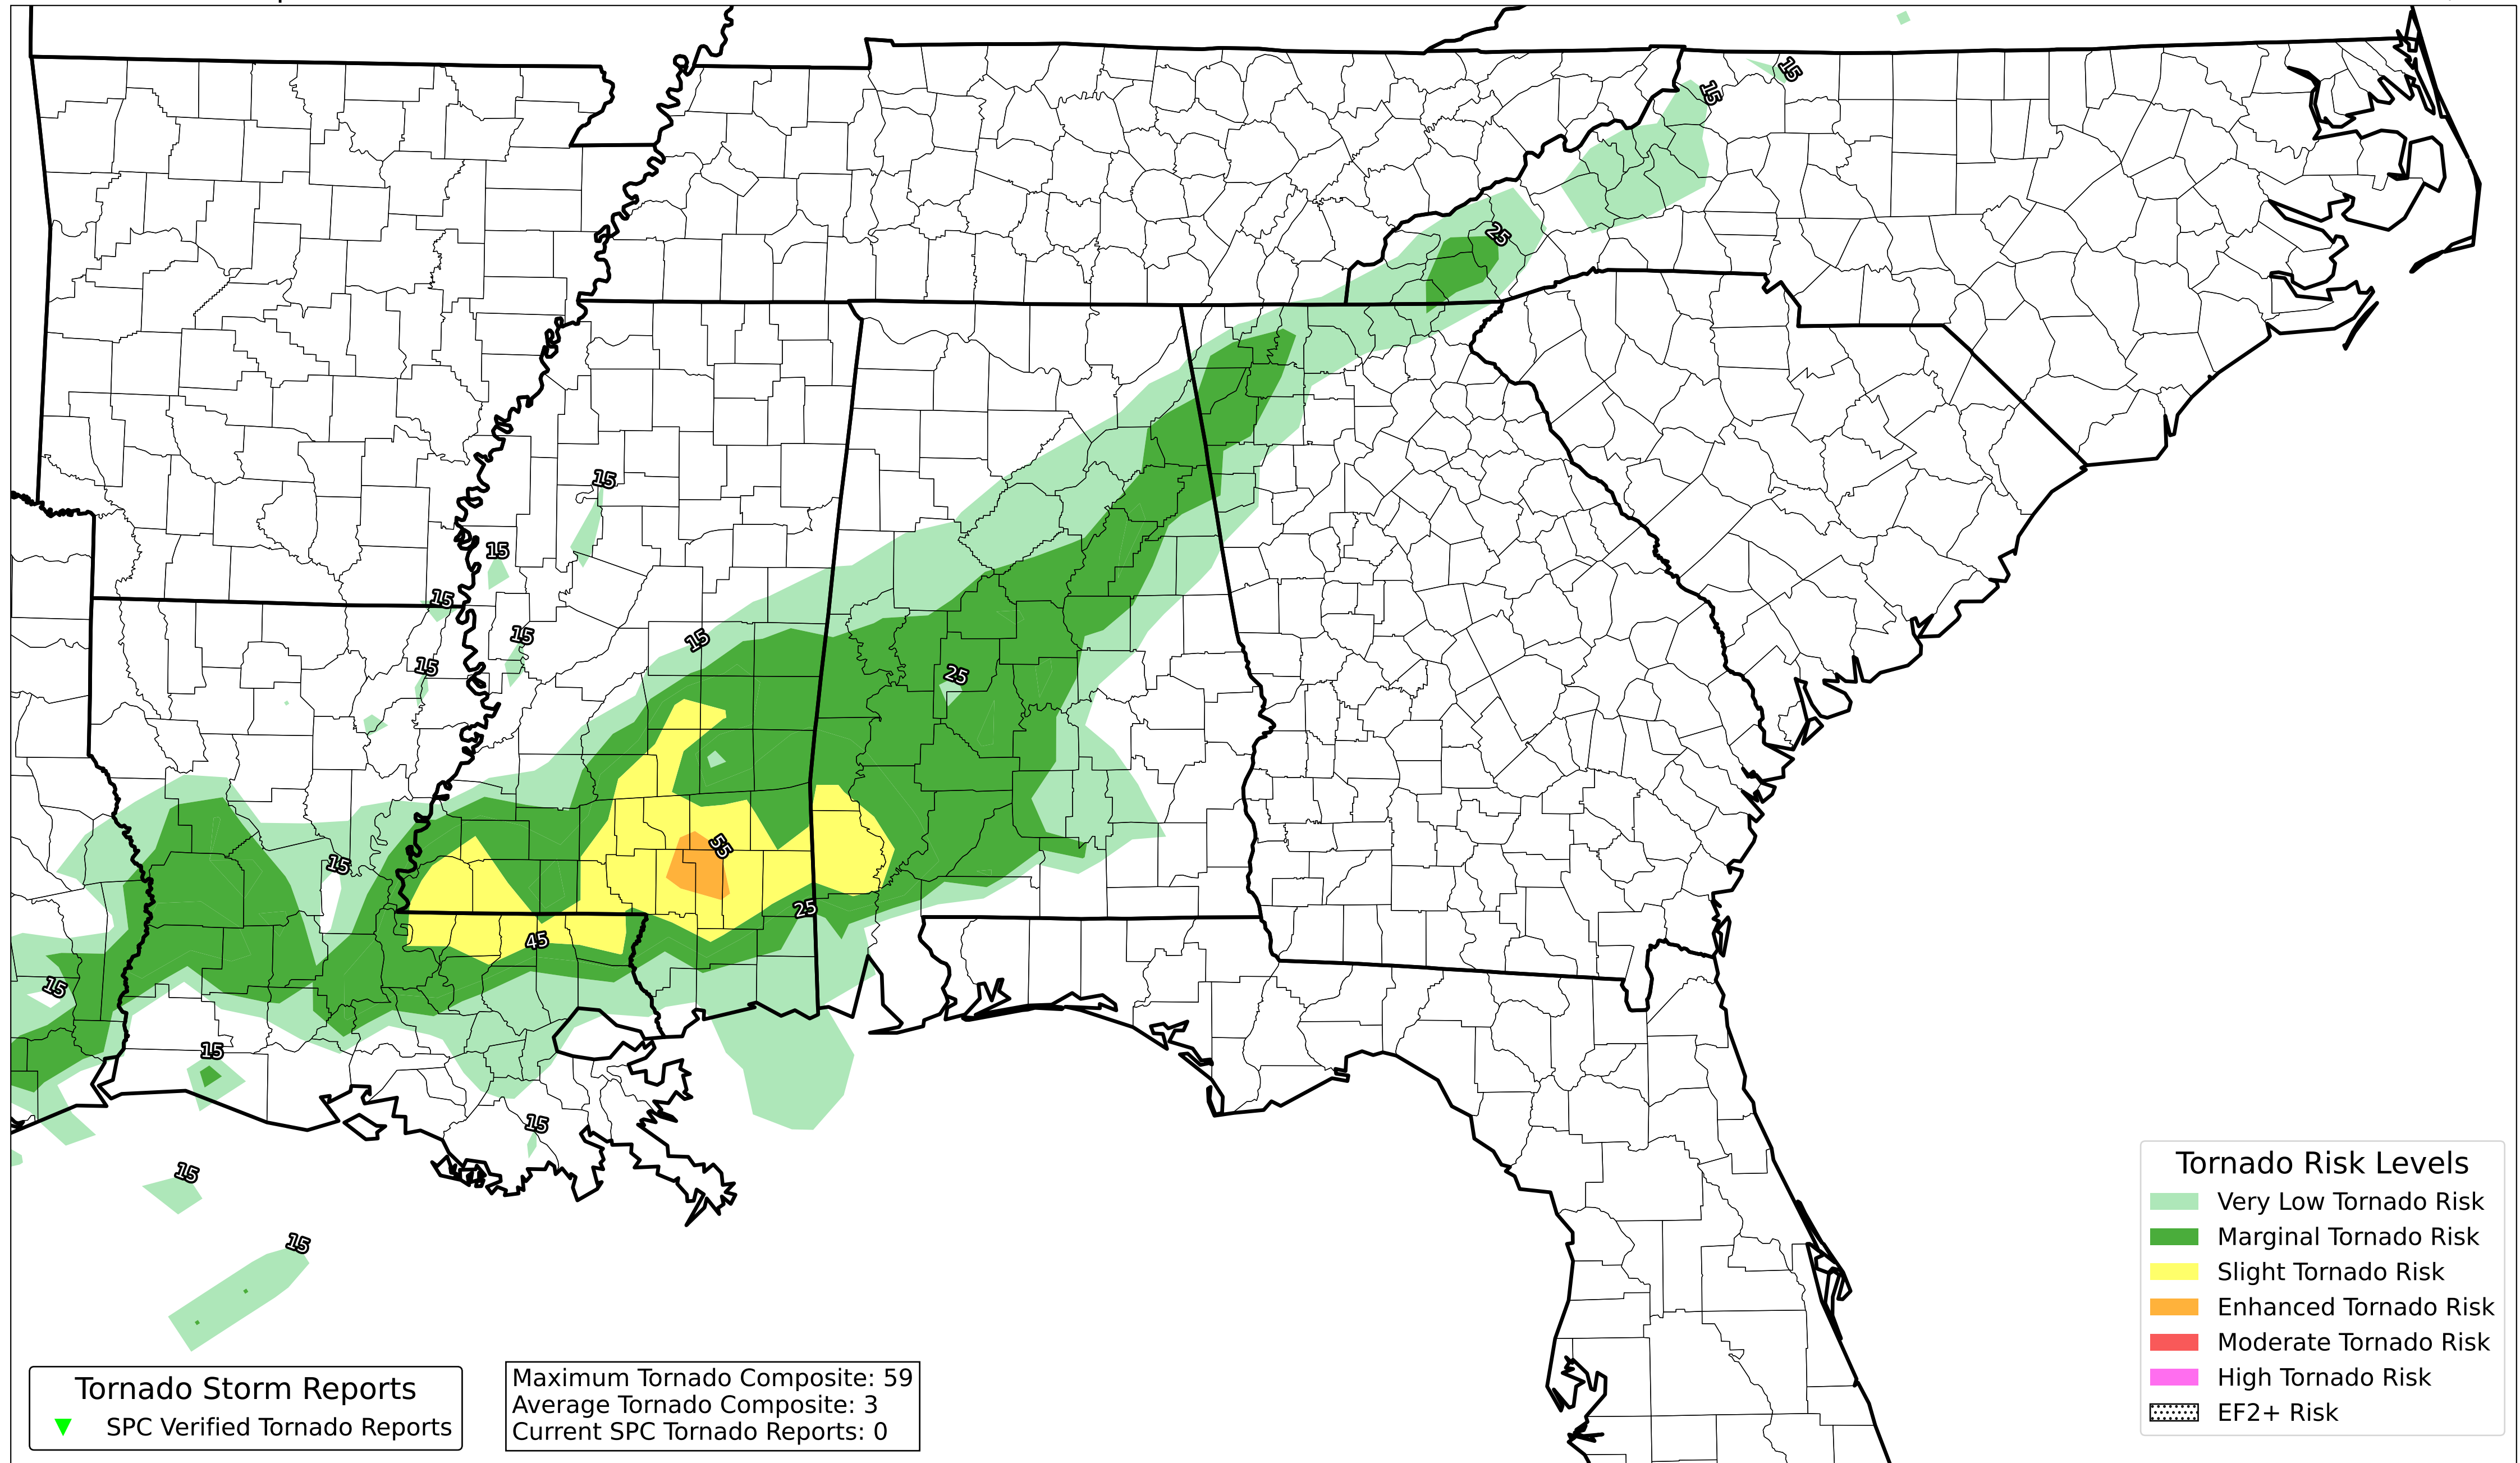 15
15
25
15
15
15
15
15
15
25
55
15
25
45
15
15
15
15
15
Tornado Risk Levels
Very Low Tornado Risk
Marginal Tornado Risk
Slight Tornado Risk
Enhanced Tornado Risk
Moderate Tornado Risk
High Tornado Risk
EF2+ Risk
Tornado Storm Reports
SPC Verified Tornado Reports
Maximum Tornado Composite: 59
Average Tornado Composite: 3
Current SPC Tornado Reports: 0